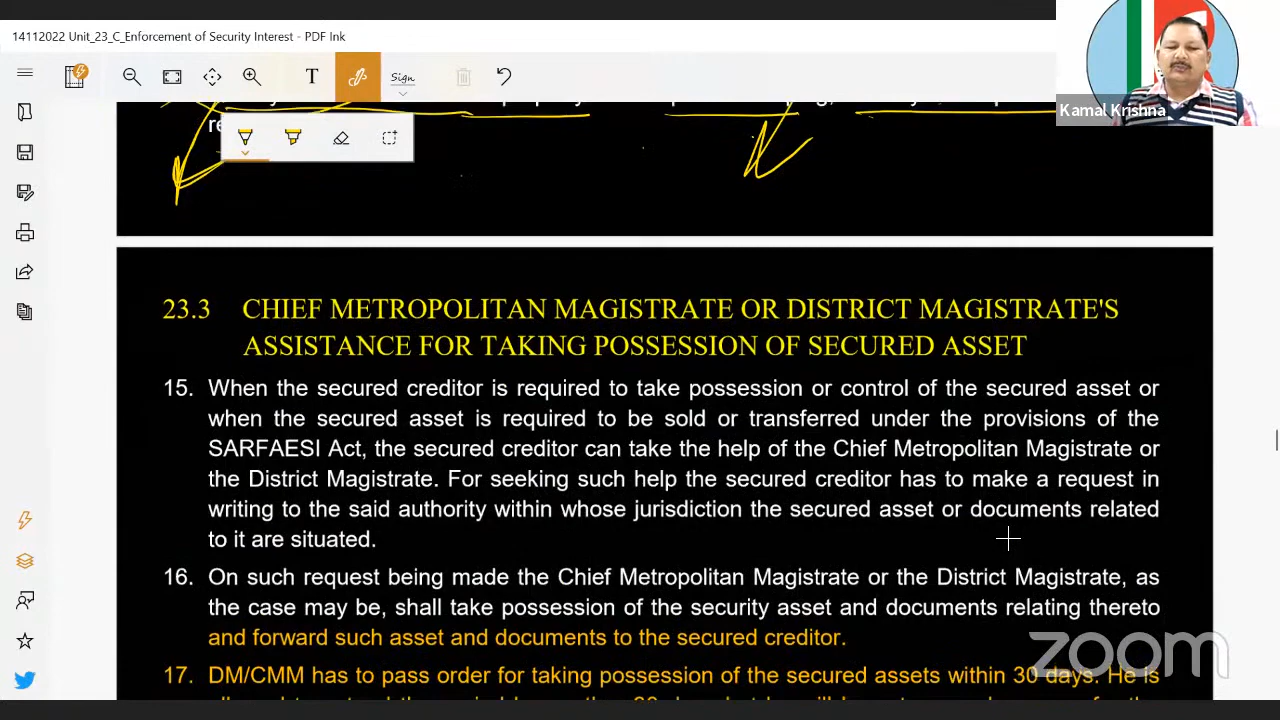 14112022 Unit_23_C_Enforcement of Security Interest - PDF Ink
T
Sign
Kamal Krishna
23.3 CHIEF METROPOLITAN MAGISTRATE OR DISTRICT MAGISTRATE'S
ASSISTANCE FOR TAKING POSSESSION OF SECURED ASSET
15. When the secured creditor is required to take possession or control of the secured asset or
when the secured asset is required to be sold or transferred under the provisions of the
SARFAESI Act, the secured creditor can take the help of the Chief Metropolitan Magistrate or
the District Magistrate. For seeking such help the secured creditor has to make a request in
writing to the said authority within whose jurisdiction the secured asset or documents related
to it are situated.
16. On such request being made the Chief Metropolitan Magistrate or the District Magistrate, as
the case may be, shall take possession of the security asset and documents relating thereto
and forward such asset and documents to the secured creditor.
zoom
17. DM/CMM has to pass order for taking possession of the secured assets within 30 days. He is